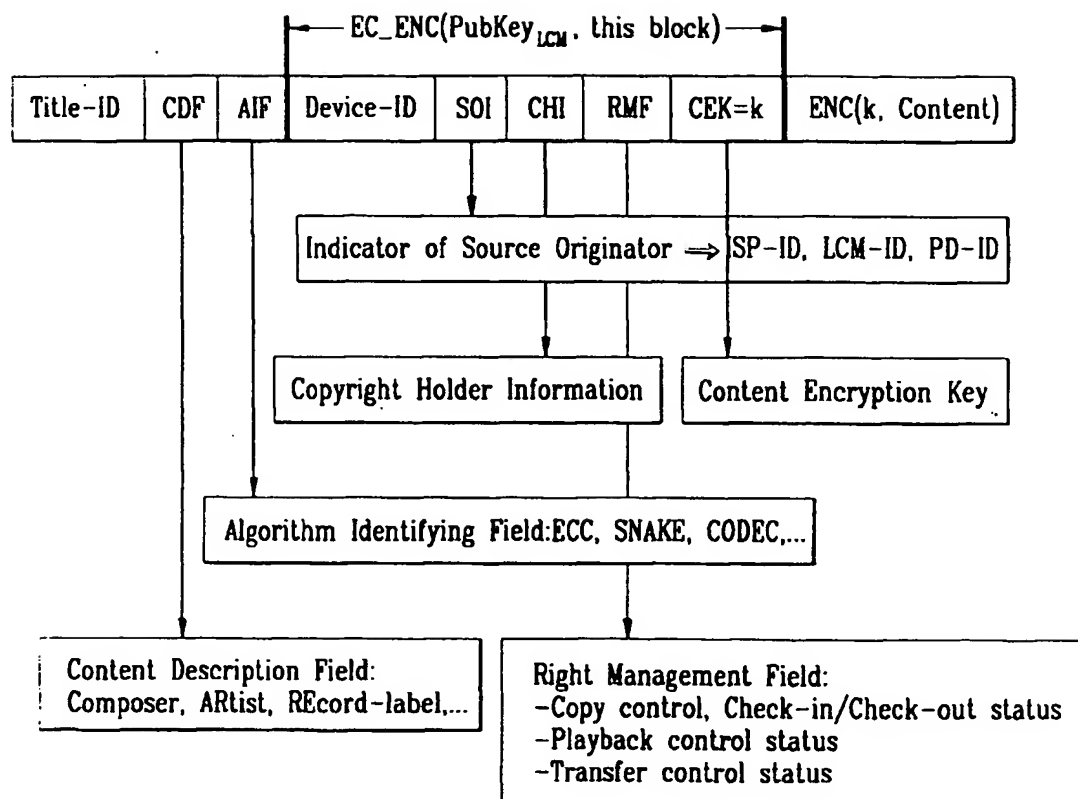 EC_ENC(PubKey_LCM, this block)
Title-ID CDF AIF Device-ID SOI CHI RMF CEK=k ENC(k, Content)
Indicator of Source Originator ⇒ ISP-ID, LCM-ID, PD-ID
Copyright Holder Information
Content Encryption Key
Algorithm Identifying Field:ECC, SNAKE, CODEC,...
Content Description Field:
Composer, ARtist, REcord-label,...
Right Management Field:
-Copy control, Check-in/Check-out status
-Playback control status
-Transfer control status